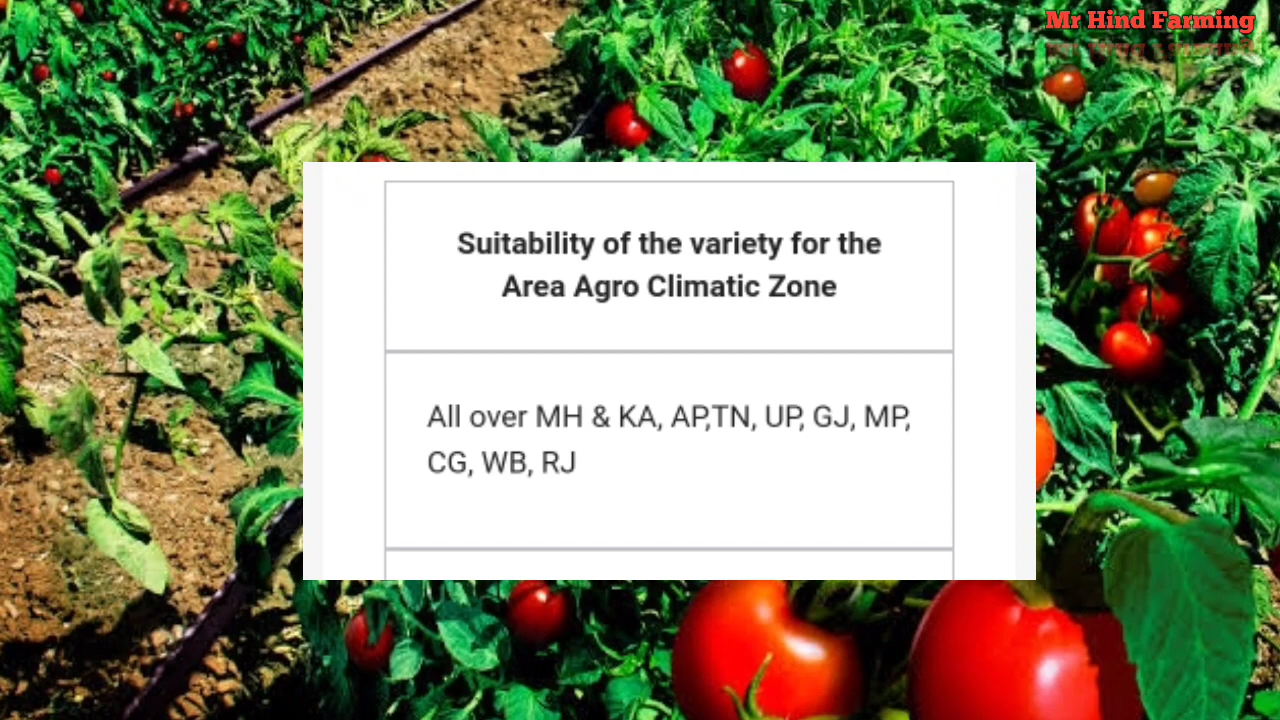 Mr Hind Farming
Suitability of the variety for the
Area Agro Climatic Zone
All over MH & KA, AP,TN, UP, GJ, MP,
CG, WB, RJ